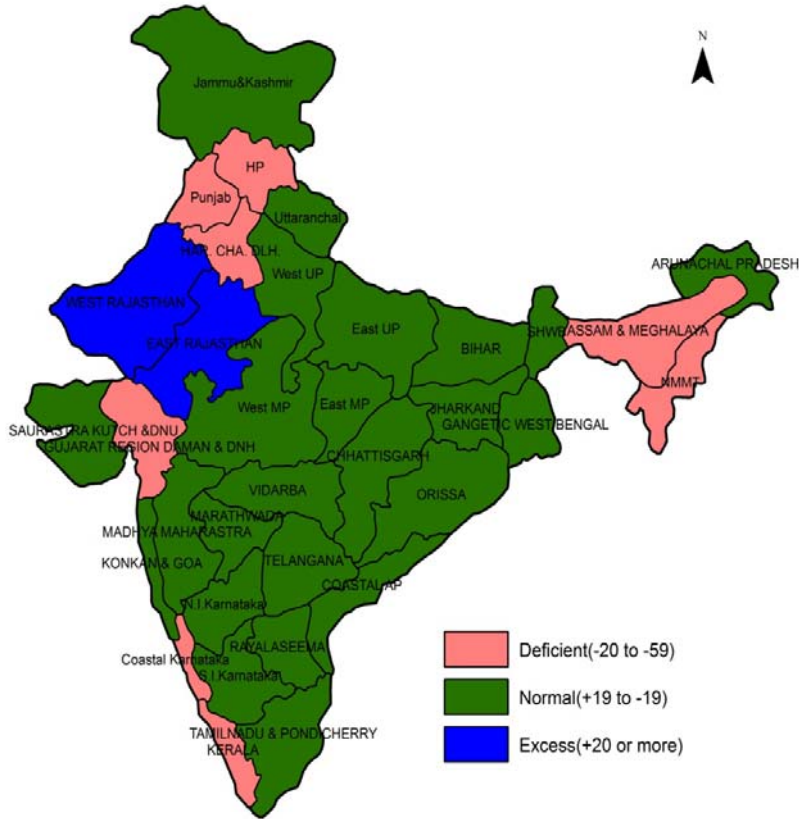 N
Jammu&Kashmir
HP
Punjab
Uttaranchal
HAR. CHA. DLH.
West UP
ARUNACHAL PRADESH
WEST RAJASTHAN
EAST RAJASTHAN
East UP
BIHAR
SHWB
ASSAM & MEGHALAYA
NMMT
West MP
East MP
JHARKAND
GANGETIC WEST BENGAL
SAURASTRA KUTCH &DNU
GUJARAT REGION DAMAN & DNH
CHHATTISGARH
VIDARBA
ORISSA
MARATHWADA
MADHYA MAHARASTRA
KONKAN & GOA
TELANGANA
COASTAL AP
N.I.Karnataka
RAYALASEEMA
Coastal Karnataka
S.I.Karnataka
TAMILNADU & PONDICHERRY
KERALA
Deficient(-20 to -59)
Normal(+19 to -19)
Excess(+20 or more)